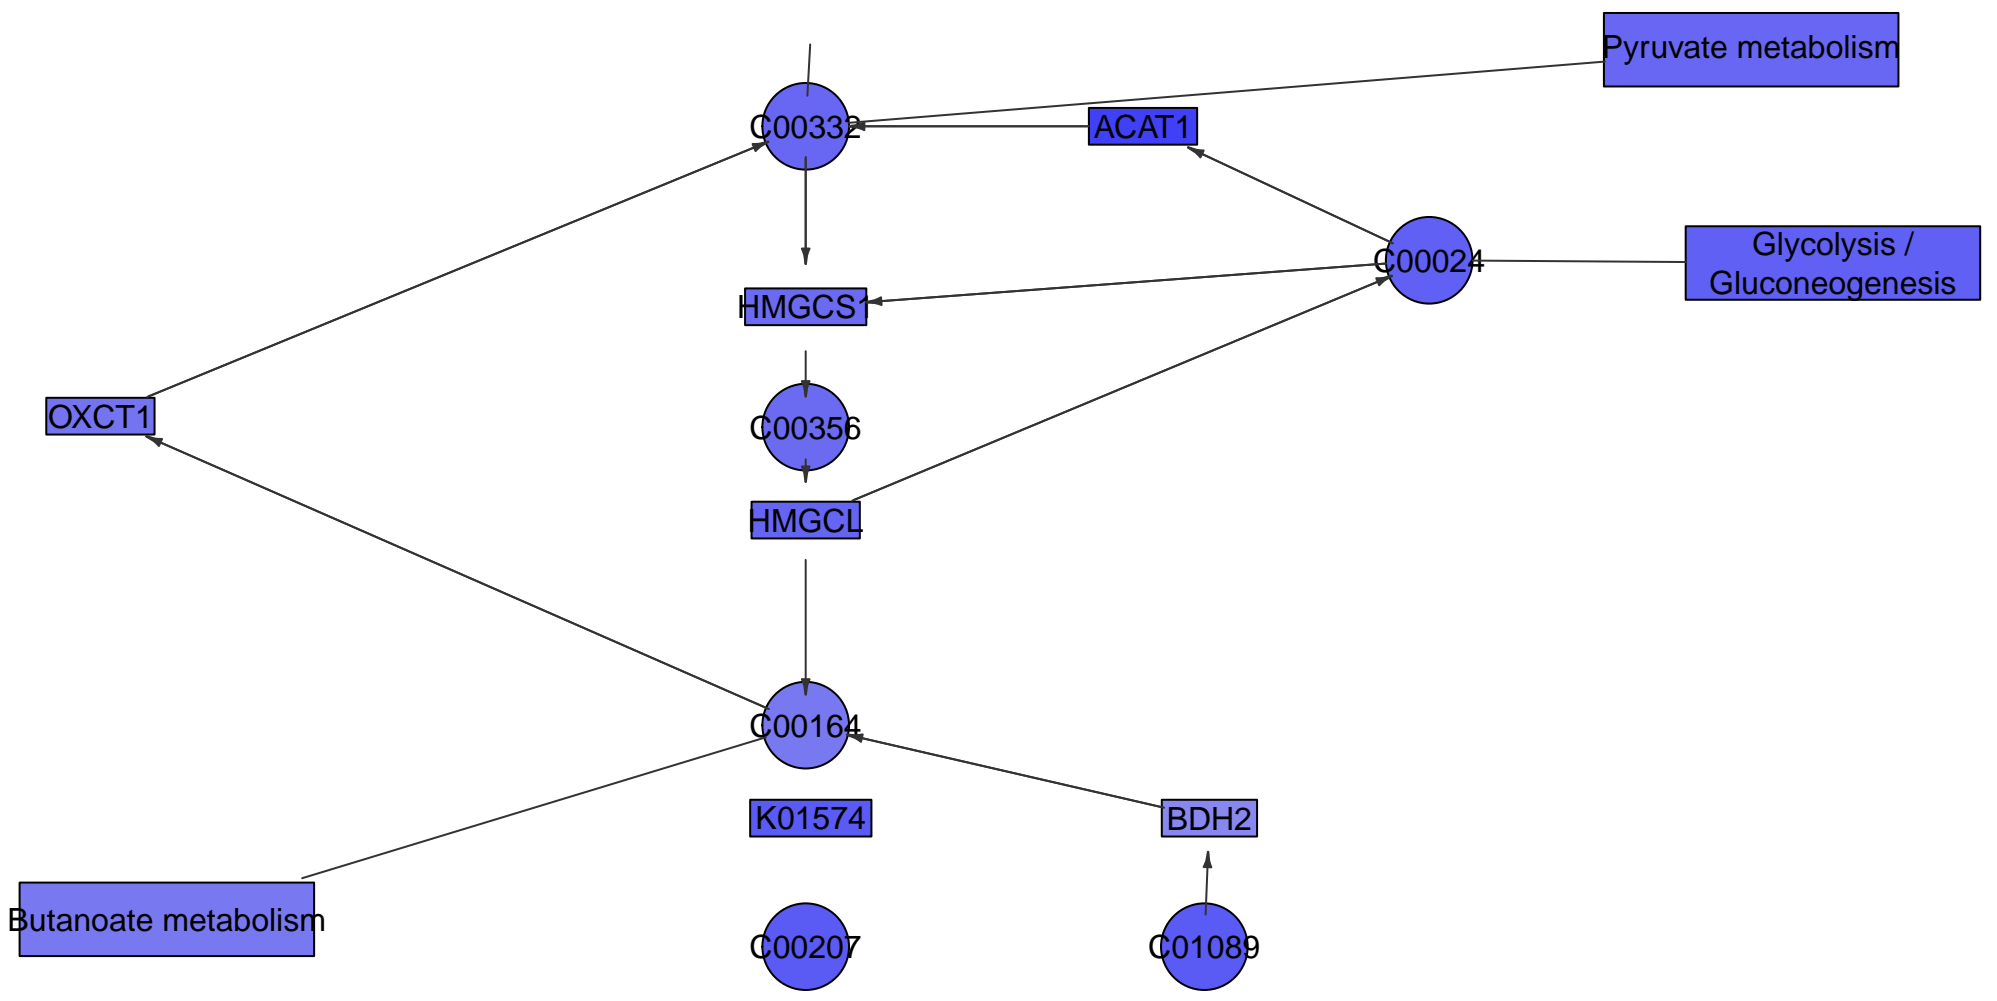 Pyruvate metabolism
C00332
ACAT1
Glycolysis /
Gluconeogenesis
C00024
HMGCS1
OXCT1
C00356
HMGCL
C00164
K01574
BDH2
Butanoate metabolism
C00207
C01089